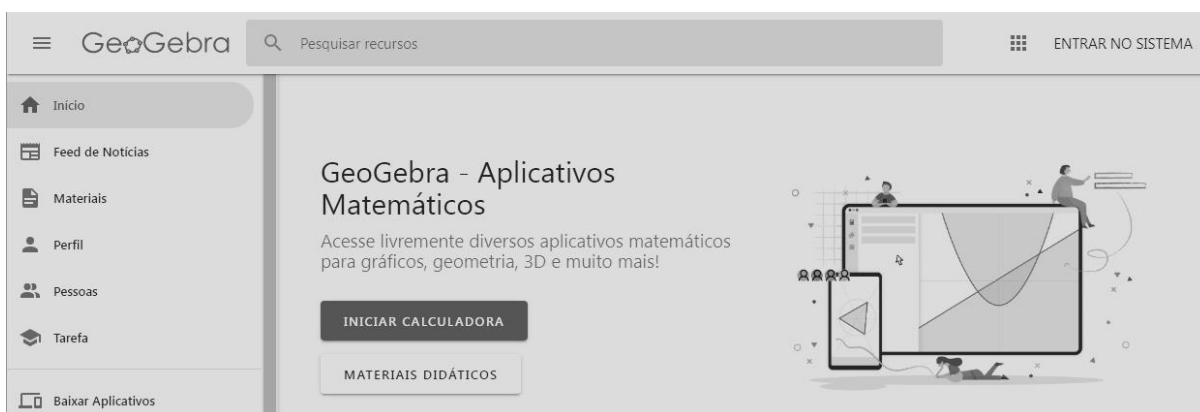 GeoGebra
Pesquisar recursos
ENTRAR NO SISTEMA
Início
Feed de Notícias
Materiais
Perfil
Pessoas
Tarefa
Baixar Aplicativos
GeoGebra - Aplicativos
Matemáticos
Acesse livremente diversos aplicativos matemáticos
para gráficos, geometria, 3D e muito mais!
INICIAR CALCULADORA
MATERIAIS DIDÁTICOS